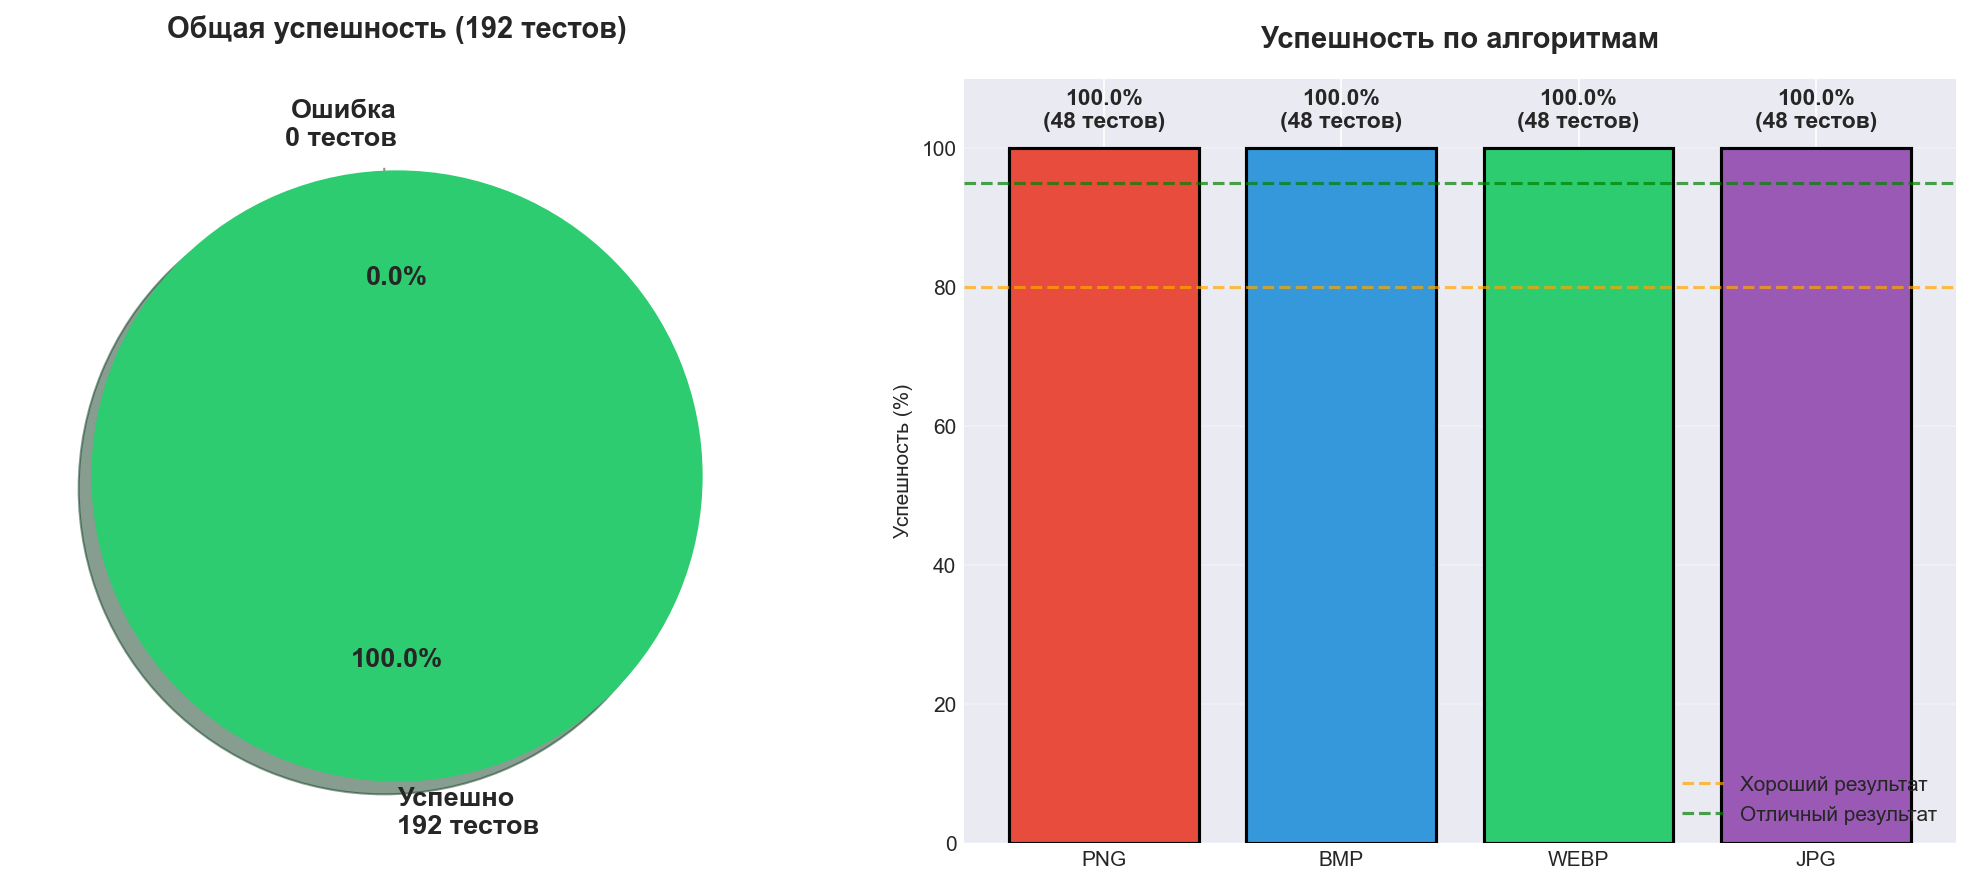 Общая успешность (192 тестов)
Ошибка
0 тестов
0.0%
100.0%
Успешно
192 тестов
Успешность по алгоритмам
100.0%
(48 тестов)
100.0%
(48 тестов)
100.0%
(48 тестов)
100.0%
(48 тестов)
Успешность (%)
100
80
60
40
20
0
PNG
BMP
WEBP
JPG
Хороший результат
Отличный результат